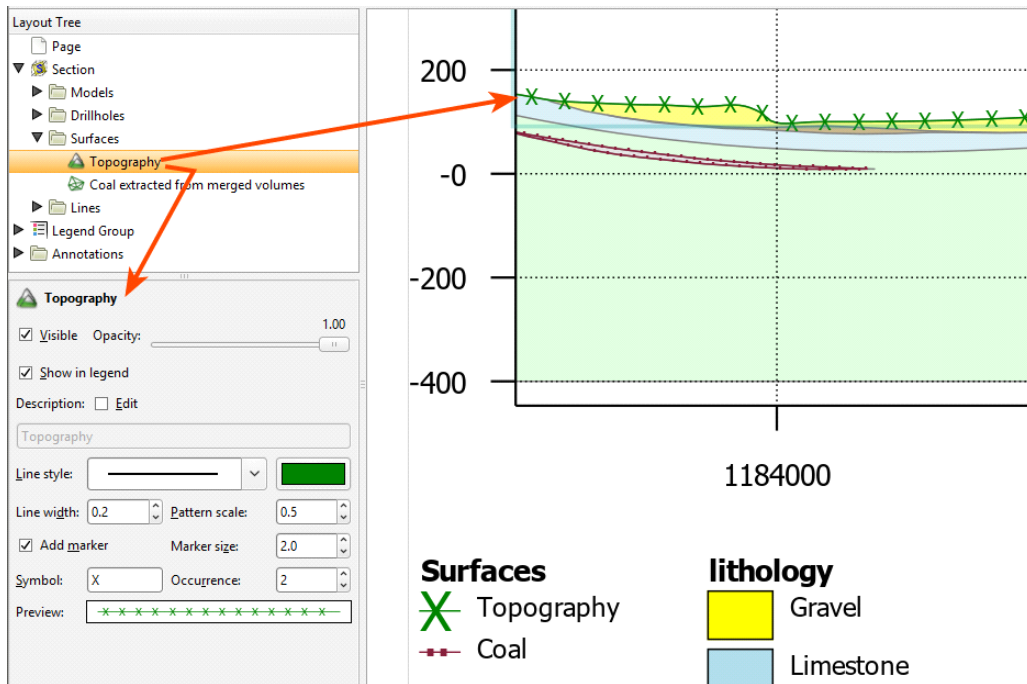 Layout Tree
Page
Section
Models
Drillholes
Surfaces
Topography
Coal extracted from merged volumes
Lines
Legend Group
Annotations
Topography
Visible Opacity: 1.00
Show in legend
Description: Edit
Topography
Line style:
Line width: 0.2 Pattern scale: 0.5
Add marker Marker size: 2.0
Symbol: X Occurrence: 2
Preview:
200
-0
-200
-400
1184000
Surfaces
Topography
Coal
lithology
Gravel
Limestone